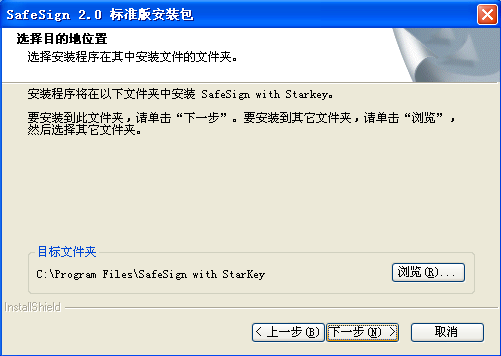 SafeSign 2.0 标准版安装包
选择目的地位置
选择安装程序在其中安装文件的文件夹。
安装程序将在以下文件夹中安装 SafeSign with Starkey。
要安装到此文件夹，请单击“下一步”。要安装到其它文件夹，请单击“浏览”，
然后选择其它文件夹。
目标文件夹
C:\Program Files\SafeSign with StarKey
浏览(R)...
InstallShield
< 上一步(B)
下一步(N) >
取消